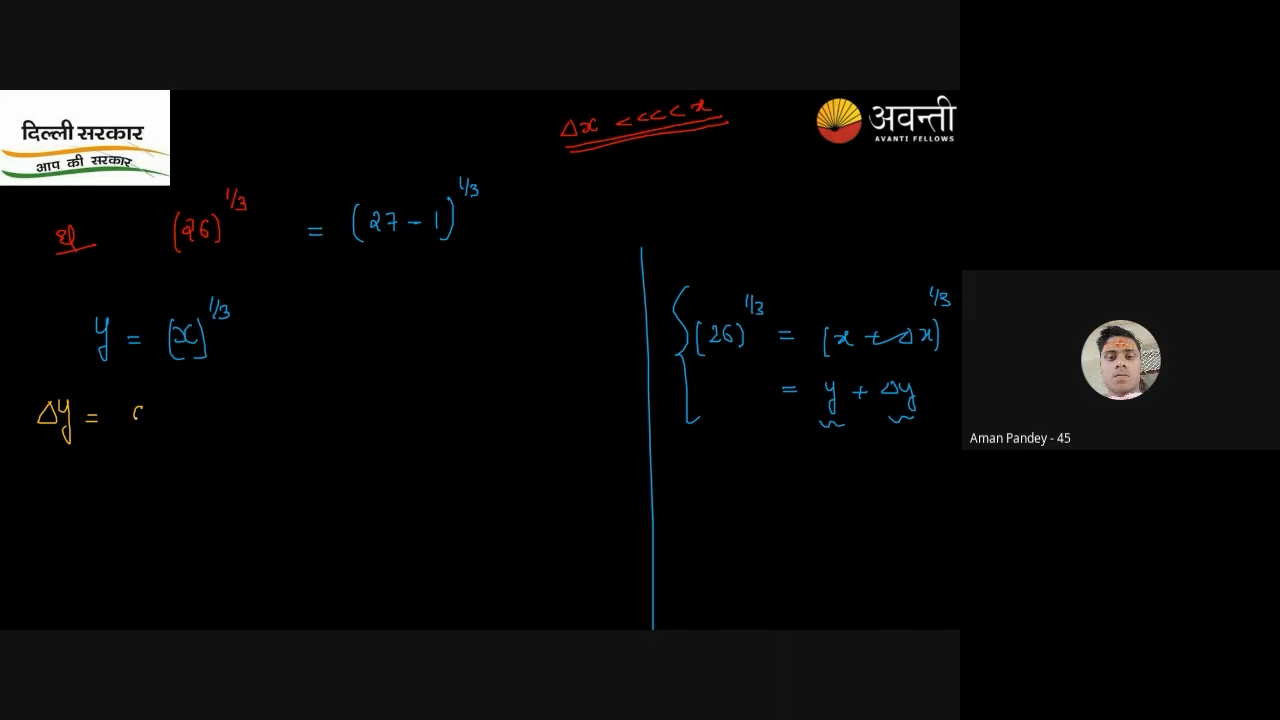 दिल्ली सरकार
आप की सरकार
Δx <<<< x
अवन्ती
AVANTI FELLOWS
(26)^1/3 = (27 - 1)^1/3
y = (x)^1/3
Δy =
(26)^1/3 = (x + Δx)^1/3
= y + Δy
Aman Pandey - 45